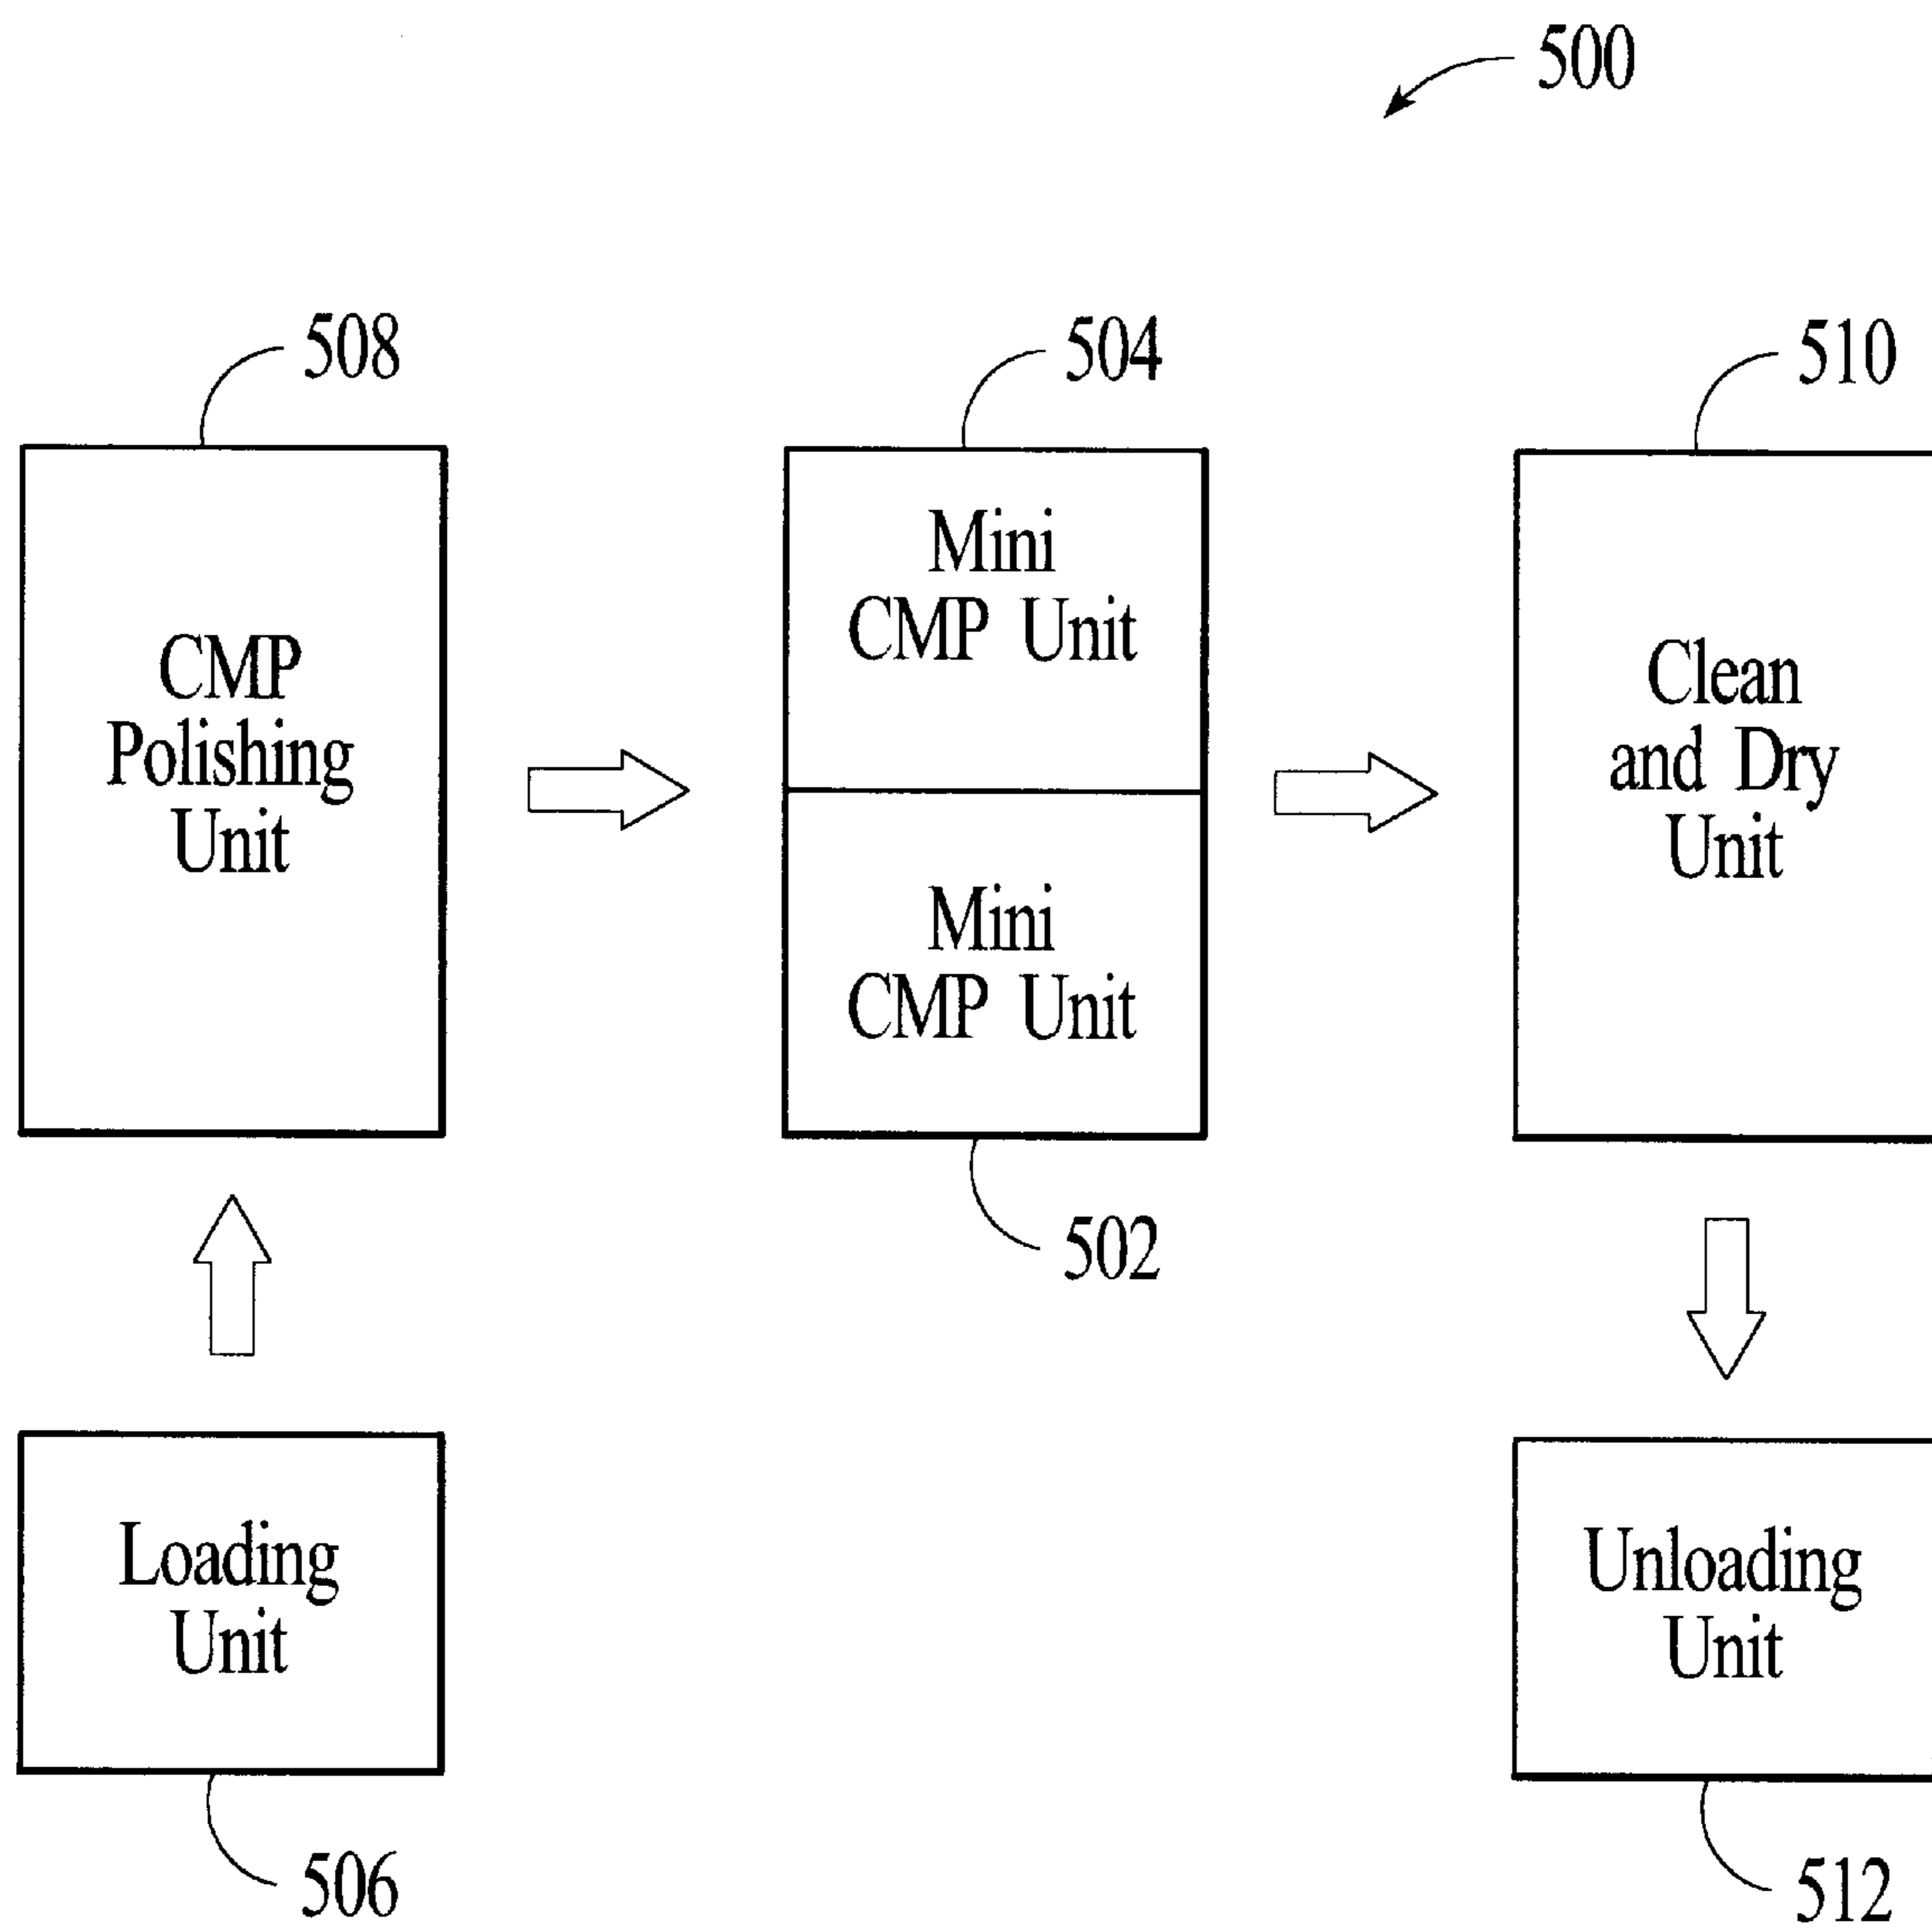 500
508
504
510
CMP
Polishing
Unit
Mini
CMP Unit
Mini
CMP Unit
Clean
and Dry
Unit
502
Loading
Unit
Unloading
Unit
506
512